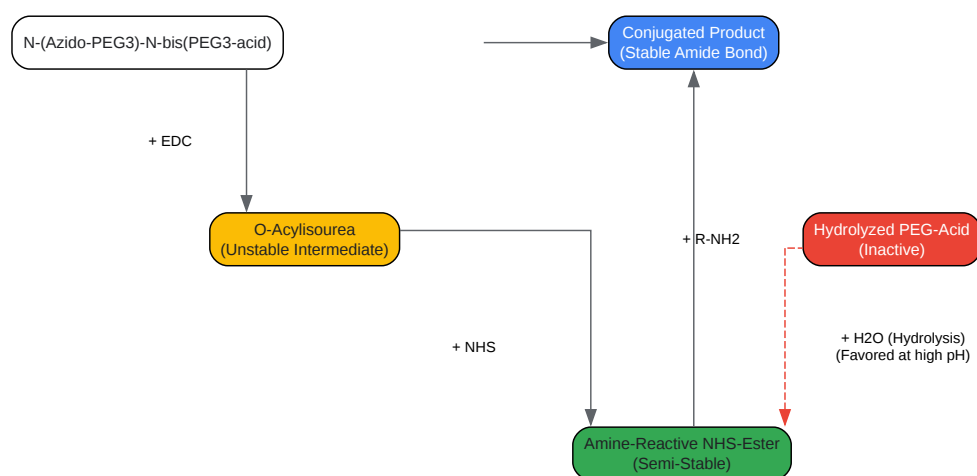 N-(Azido-PEG3)-N-bis(PEG3-acid)
Conjugated Product
(Stable Amide Bond)
+ EDC
O-Acylisourea
(Unstable Intermediate)
+ R-NH2
Hydrolyzed PEG-Acid
(Inactive)
+ NHS
+ H2O (Hydrolysis)
(Favored at high pH)
Amine-Reactive NHS-Ester
(Semi-Stable)